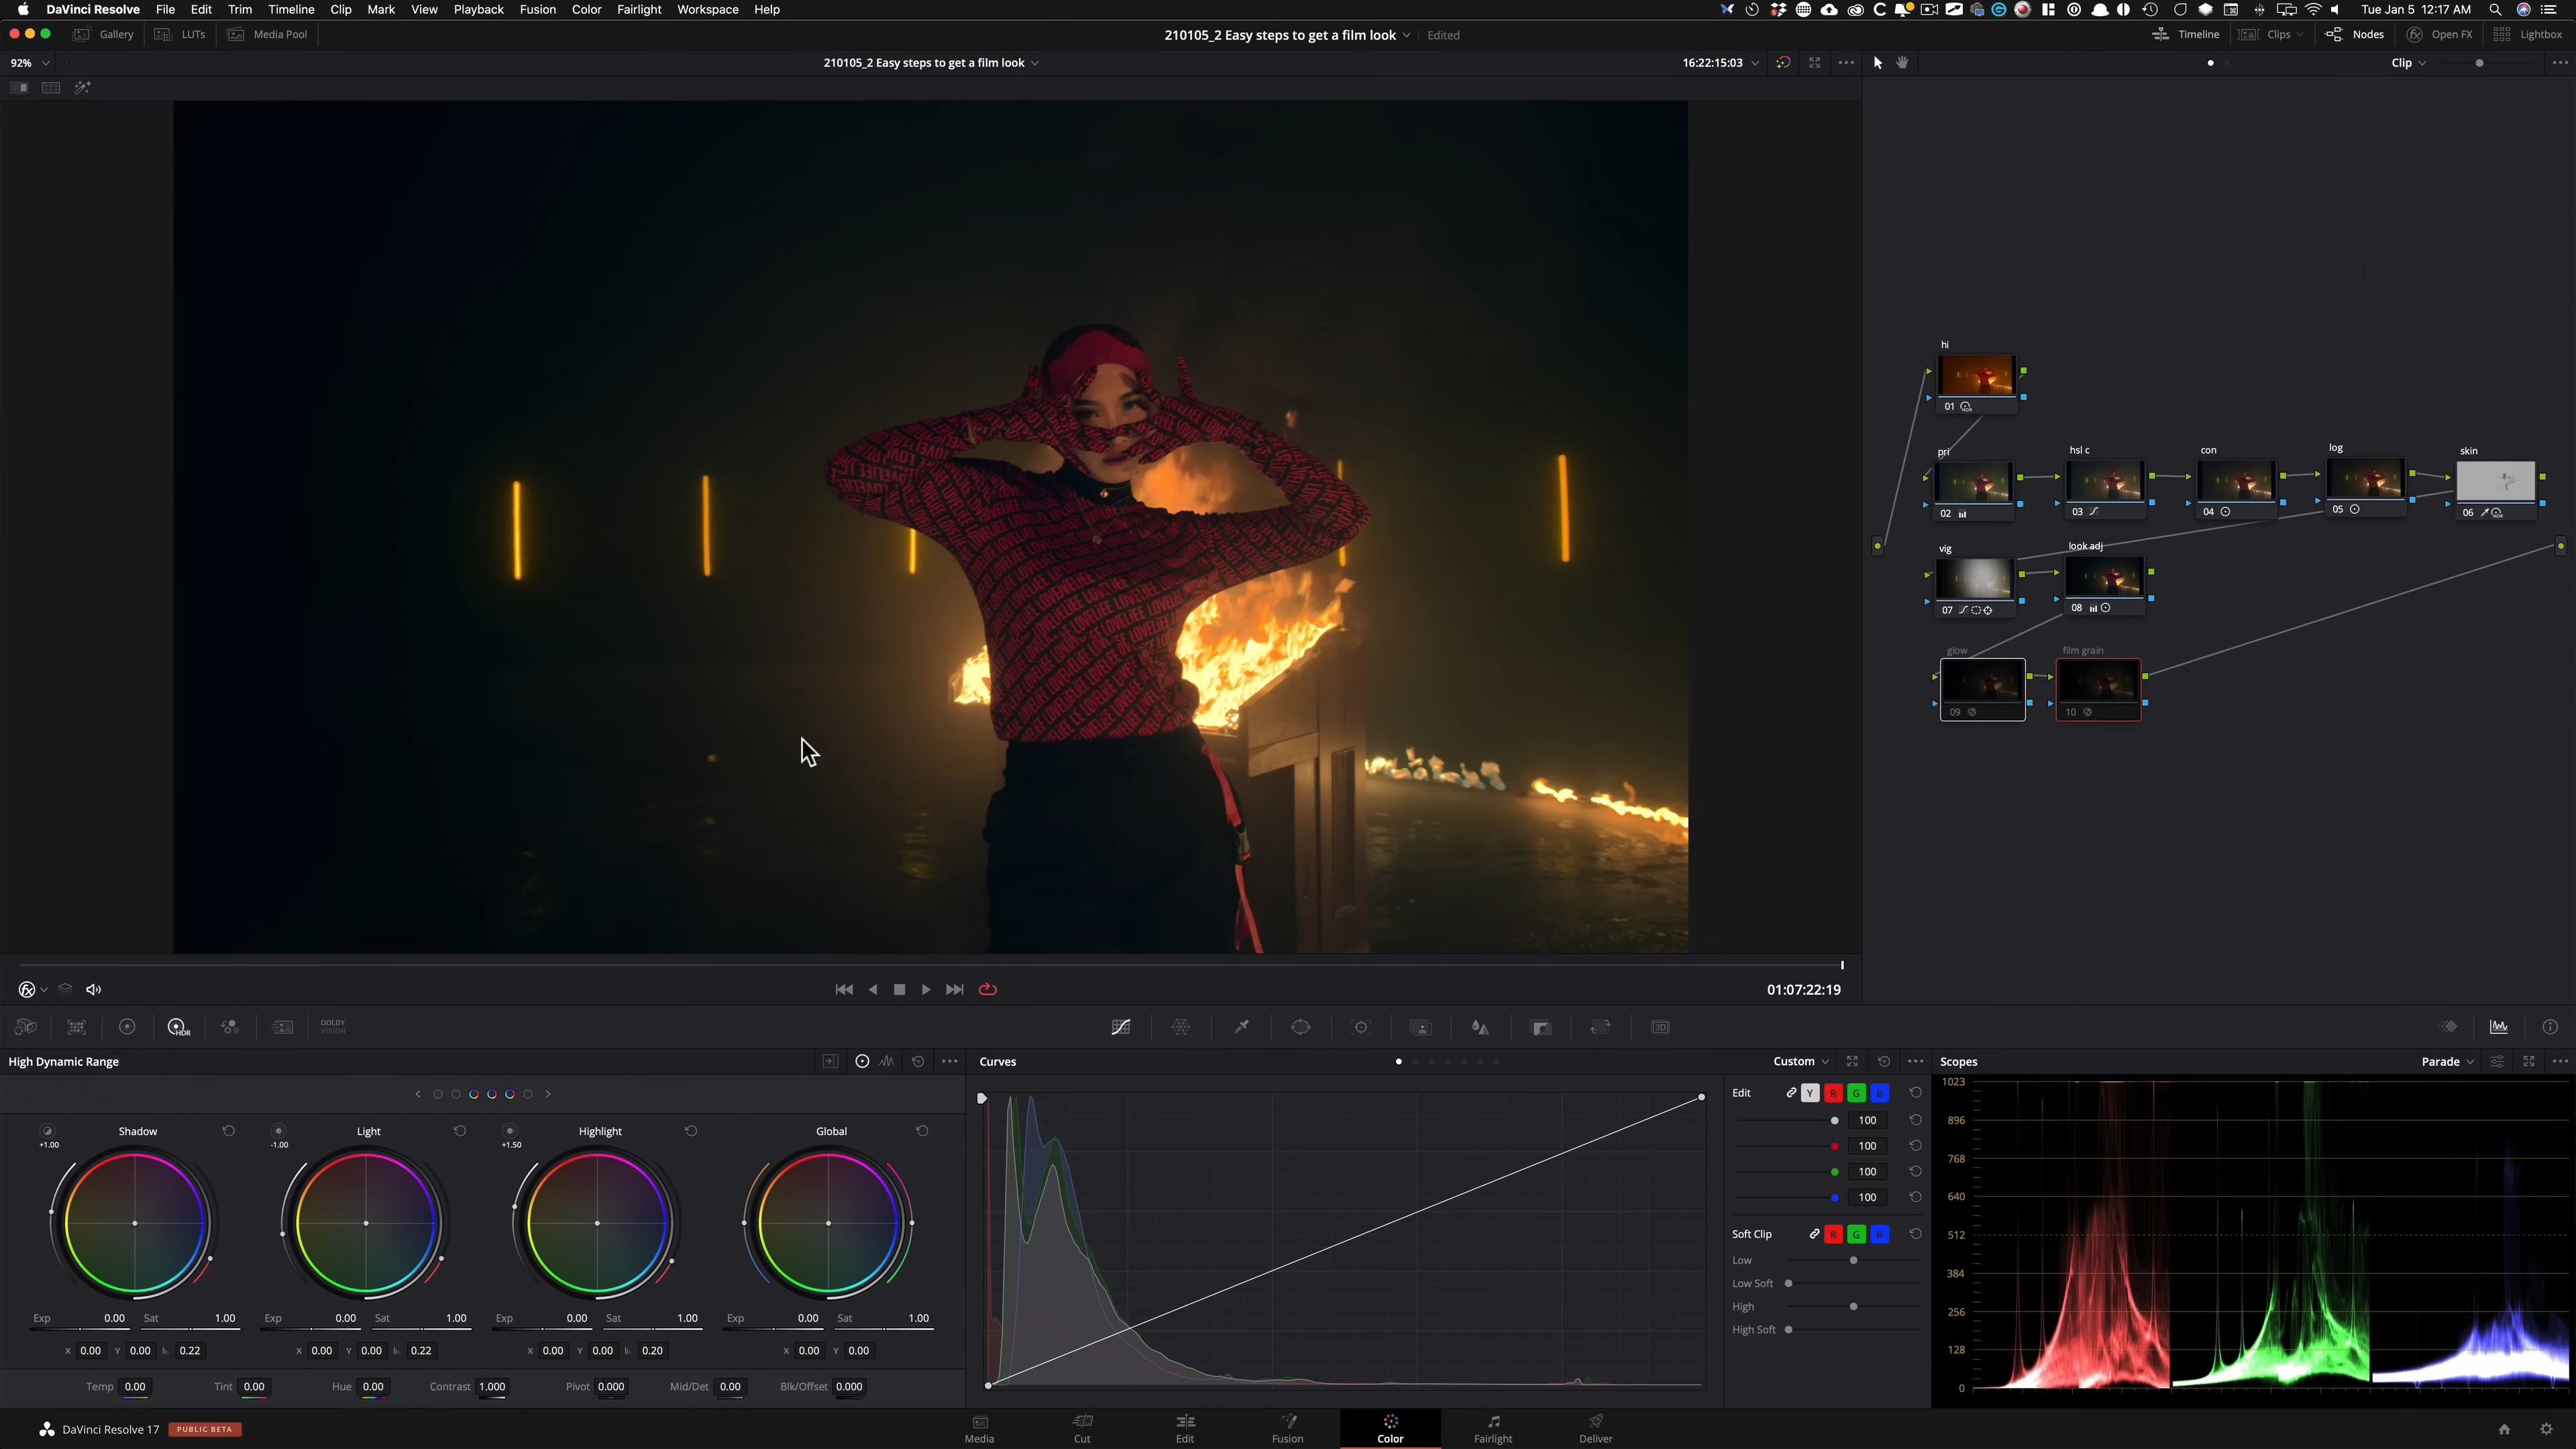 DaVinci Resolve File Edit Trim Timeline Clip Mark View Playback Fusion Color Fairlight Workspace Help
Tue Jan 5 12:17 AM
Gallery LUTs Media Pool
210105_2 Easy steps to get a film look Edited
Timeline Clips Nodes Open FX Lightbox
92%
210105_2 Easy steps to get a film look
16:22:15:03
Clip
hi
01
pri
hsl c
con
log
skin
02
03
04
05
06
vig
look adj
07
08
glow
film grain
09
10
01:07:22:19
HDR
DOLBY
VISION
3D
High Dynamic Range
Shadow Light Highlight Global
+1.00 -1.00 +1.50
Exp 0.00 Sat 1.00 Exp 0.00 Sat 1.00 Exp 0.00 Sat 1.00 Exp 0.00 Sat 1.00
X 0.00 Y 0.00 0.22 X 0.00 Y 0.00 0.22 X 0.00 Y 0.00 0.20 X 0.00 Y 0.00
Temp 0.00 Tint 0.00 Hue 0.00 Contrast 1.000 Pivot 0.000 Mid/Det 0.00 Blk/Offset 0.000
Curves
Custom
Edit Y R G B
100
100
100
100
Soft Clip R G B
Low
Low Soft
High
High Soft
Scopes
Parade
1023
896
768
640
512
384
256
128
0
DaVinci Resolve 17 PUBLIC BETA
Media Cut Edit Fusion Color Fairlight Deliver